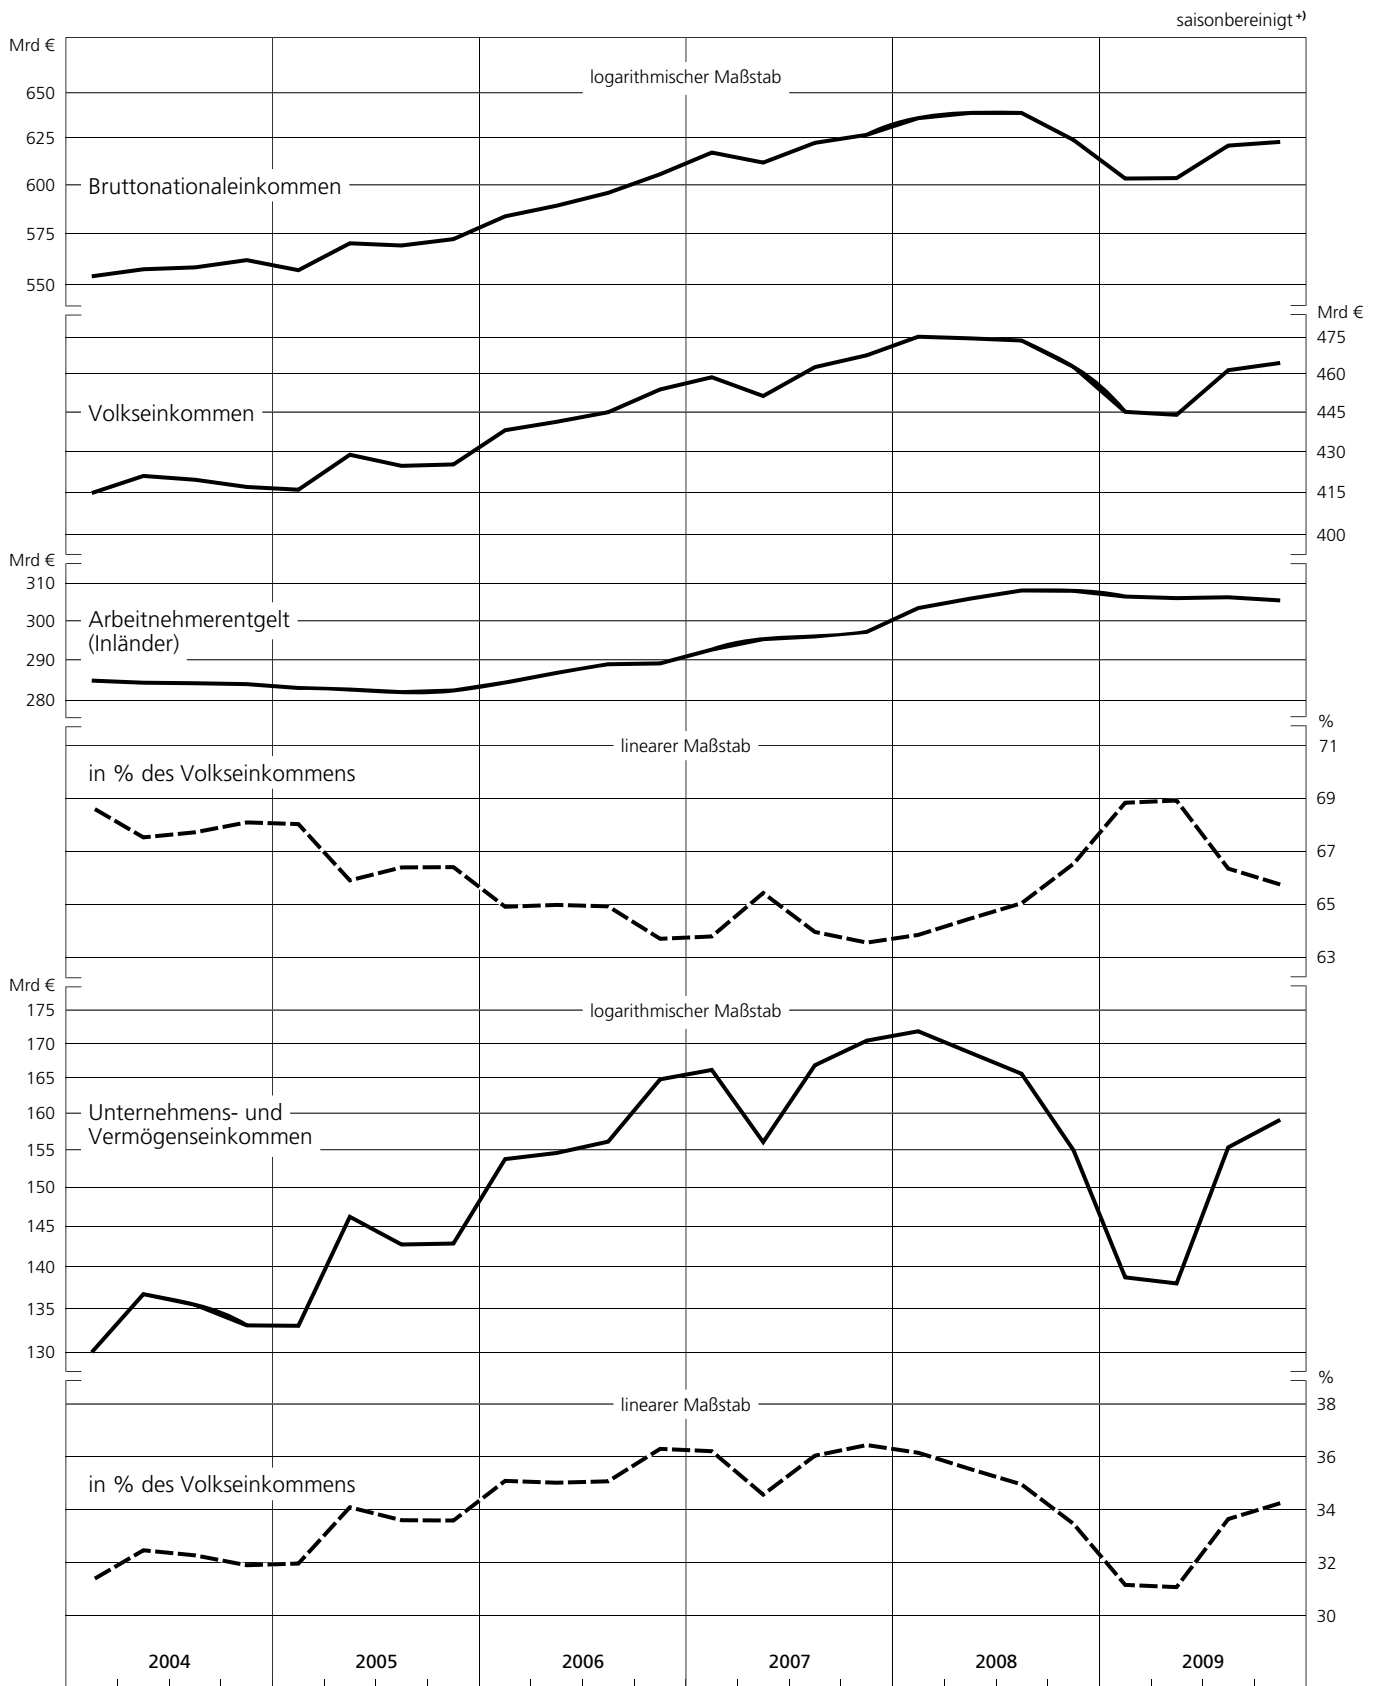 saisonbereinigt +)
Mrd €
logarithmischer Maßstab
650
625
600
Bruttonationaleinkommen
575
550
Mrd €
475
460
Volkseinkommen
445
430
415
400
Mrd €
310
300
Arbeitnehmerentgelt
(Inländer)
290
280
%
linearer Maßstab
71
in % des Volkseinkommens
69
67
65
63
Mrd €
175
logarithmischer Maßstab
170
165
160
Unternehmens- und
Vermögenseinkommen
155
150
145
140
135
130
%
linearer Maßstab
38
36
in % des Volkseinkommens
34
32
30
2004 2005 2006 2007 2008 2009